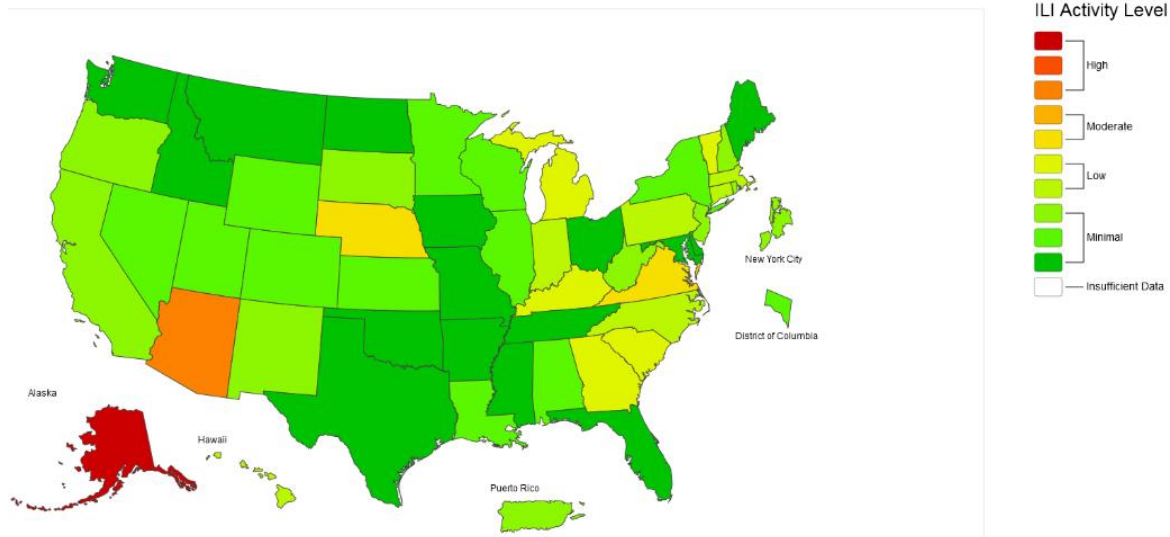 ILI Activity Level
High
Moderate
Low
Minimal
Insufficient Data
New York City
District of Columbia
Alaska
Hawaii
Puerto Rico